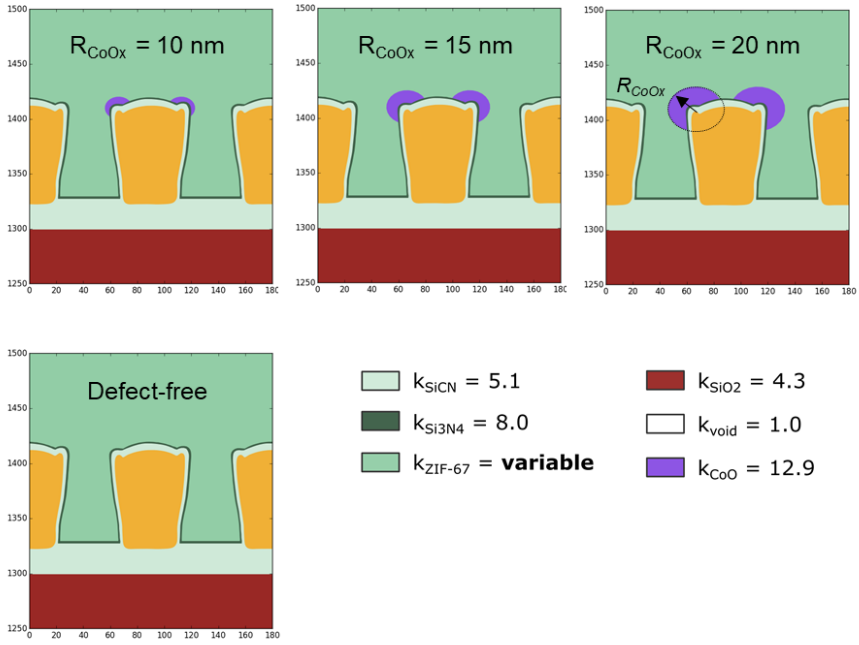 R_CoOx = 10 nm
1500
1450
1400
1350
1300
1250
0 20 40 60 80 100 120 140 160 180
R_CoOx = 15 nm
1500
1450
1400
1350
1300
1250
0 20 40 60 80 100 120 140 160 180
R_CoOx = 20 nm
R_CoOx
1500
1450
1400
1350
1300
1250
0 20 40 60 80 100 120 140 160 180
Defect-free
1500
1450
1400
1350
1300
1250
0 20 40 60 80 100 120 140 160 180
k_SiCN = 5.1
k_Si3N4 = 8.0
k_ZIF-67 = variable
k_SiO2 = 4.3
k_void = 1.0
k_CoO = 12.9